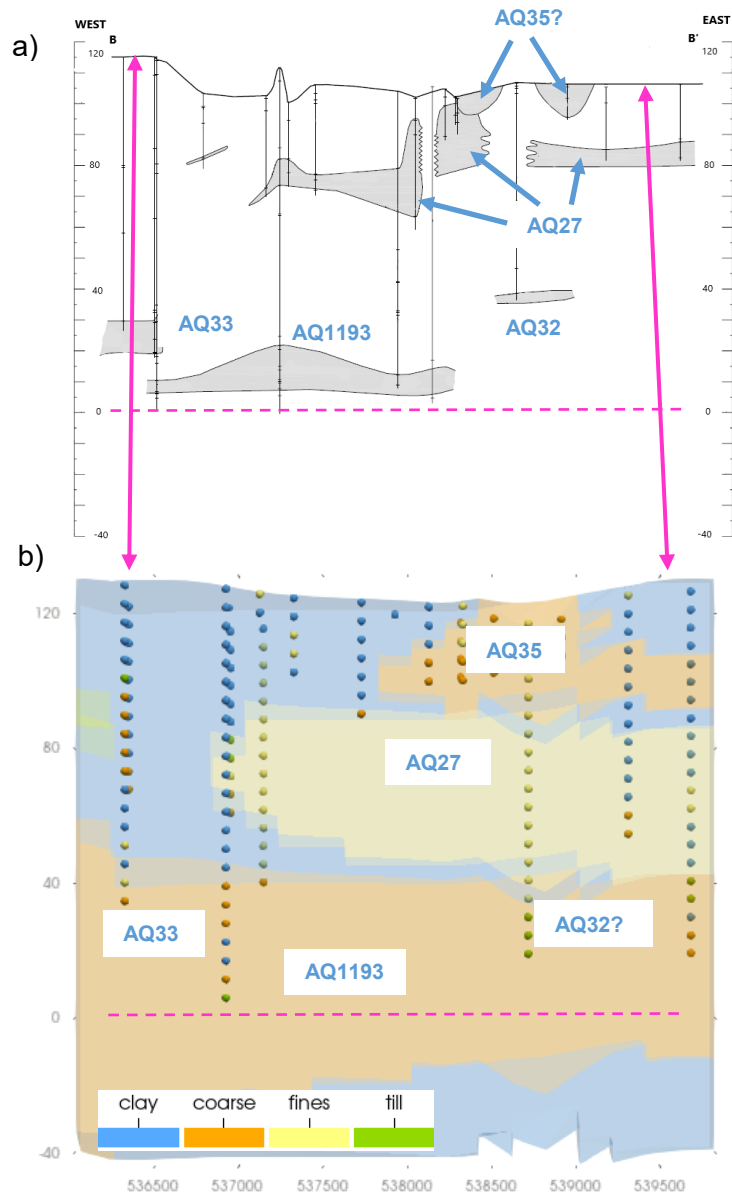 a)
WEST
B
AQ35?
EAST
B'
120
120
80
80
AQ27
40
AQ33
AQ1193
AQ32
40
0
0
-40
-40
b)
120
AQ35
80
AQ27
40
AQ33
AQ32?
AQ1193
0
clay coarse fines till
-40
536500 537000 537500 538000 538500 539000 539500